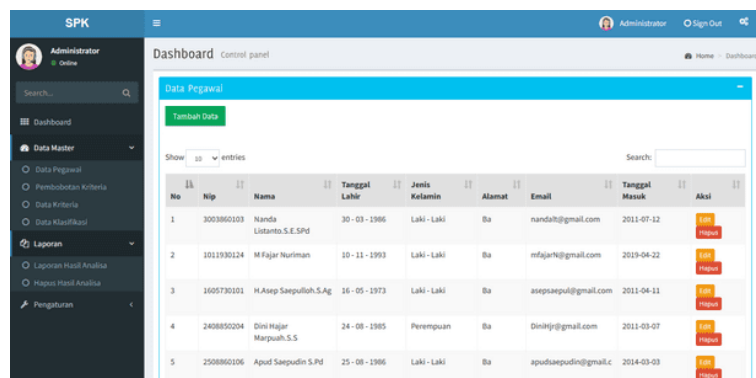 SPK
Administrator
Sign Out
Administrator
Online
Dashboard Control panel
Home > Dashboard
Search...
Data Pegawai
Dashboard
Tambah Data
Data Master
Show 10 entries
Search:
Data Pegawai
Pembobotan Kriteria
Data Kriteria
Data Klasifikasi
Laporan
Laporan Hasil Analisa
Hapus Hasil Analisa
Pengaturan
No Nip Nama Tanggal Lahir Jenis Kelamin Alamat Email Tanggal Masuk Aksi
1 3003860103 Nanda Listanto.S.E.SPd 30 - 03 - 1986 Laki - Laki Ba nandalt@gmail.com 2011-07-12 Edit Hapus
2 1011930124 M Fajar Nuriman 10 - 11 - 1993 Laki - Laki Ba mfajarN@gmail.com 2019-04-22 Edit Hapus
3 1605730101 H.Asep Saepulloh.S.Ag 16 - 05 - 1973 Laki - Laki Ba asepsaepul@gmail.com 2011-04-11 Edit Hapus
4 2408850204 Dini Hajar Marpuah.S.S 24 - 08 - 1985 Perempuan Ba DiniHjr@gmail.com 2011-03-07 Edit Hapus
5 2508860106 Apud Saepudin S.Pd 25 - 08 - 1986 Laki - Laki Ba apudsaepudin@gmail.c 2014-03-03 Edit Hapus